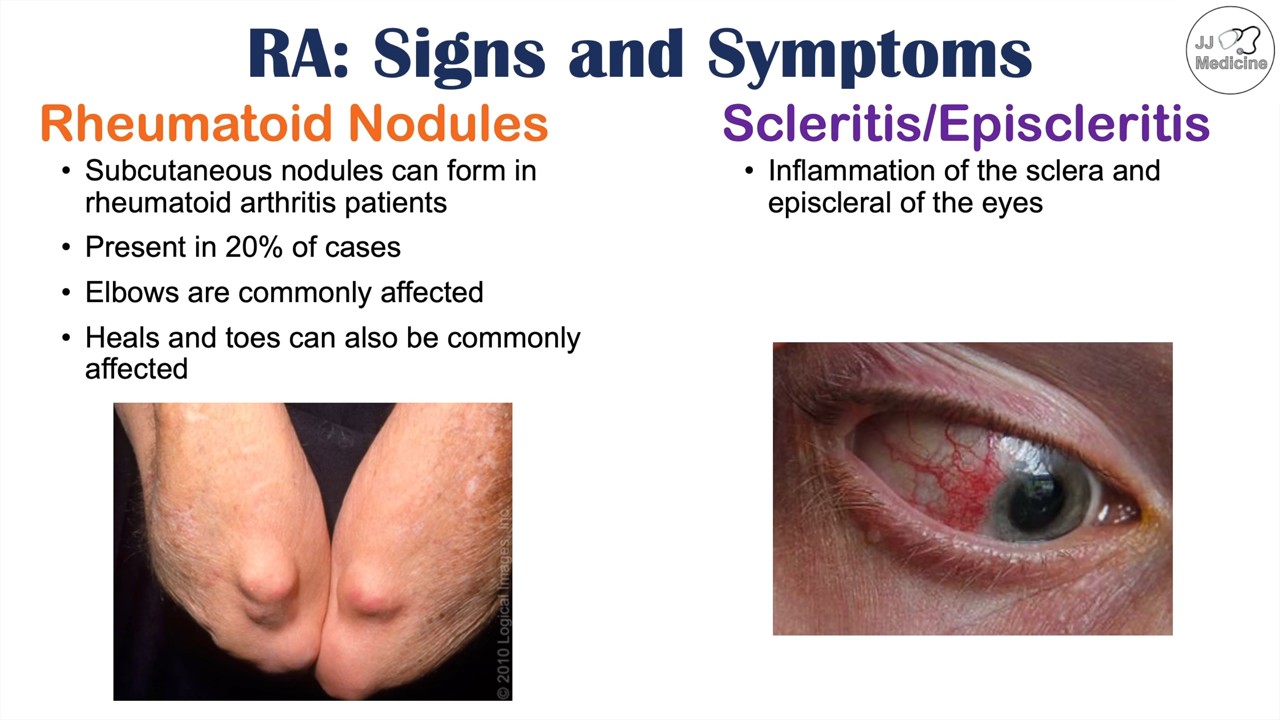 RA: Signs and Symptoms
JJ
Medicine
Rheumatoid Nodules
• Subcutaneous nodules can form in
rheumatoid arthritis patients
• Present in 20% of cases
• Elbows are commonly affected
• Heals and toes can also be commonly
affected
© 2010 Logical Images, Inc.
Scleritis/Episcleritis
• Inflammation of the sclera and
episcleral of the eyes